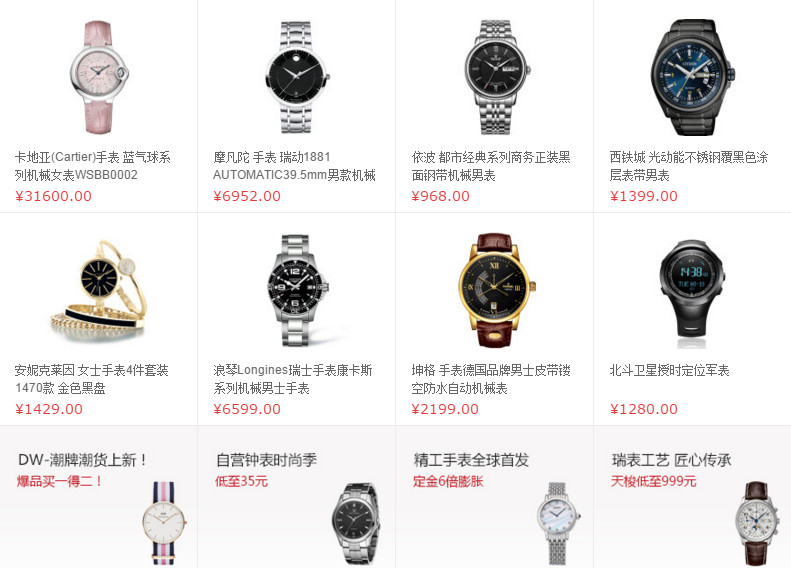 卡地亚(Cartier)手表 蓝气球系
列机械女表WSBB0002
¥31600.00
摩凡陀 手表 瑞动1881
AUTOMATIC39.5mm男款机械
¥6952.00
依波 都市经典系列商务正装黑
面钢带机械男表
¥968.00
西铁城 光动能不锈钢覆黑色涂
层表带男表
¥1399.00
安妮克莱因 女士手表4件套装
1470款 金色黑盘
¥1429.00
浪琴Longines瑞士手表康卡斯
系列机械男士手表
¥6599.00
坤格 手表德国品牌男士皮带镂
空防水自动机械表
¥2199.00
14:38
北斗卫星授时定位军表
¥1280.00
DW-潮牌潮货上新！
爆品买一得二！
自营钟表时尚季
低至35元
精工手表全球首发
定金6倍膨胀
瑞表工艺 匠心传承
天梭低至999元